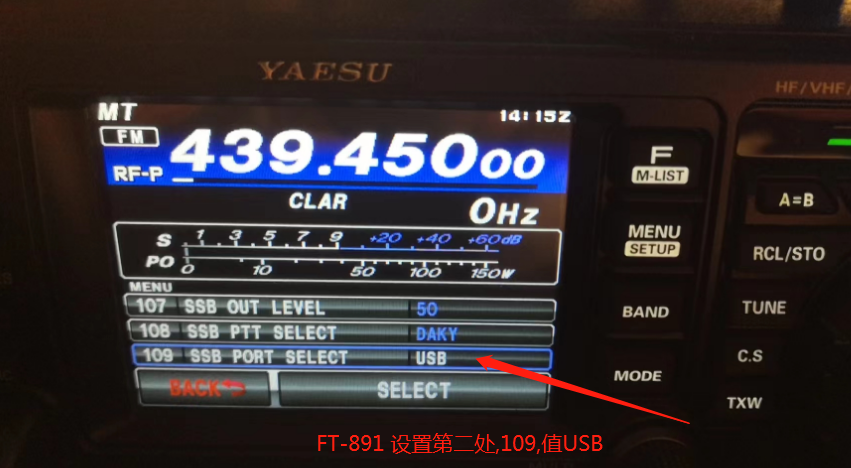 YAESU
HF/VHF/
MT
14:15Z
FM
439.45000
RF-P
CLAR
0Hz
S 1 3 5 7 9 +20 +40 +60dB
PO 0 10 50 100 150W
MENU
107 SSB OUT LEVEL 50
108 SSB PTT SELECT DAKY
109 SSB PORT SELECT USB
BACK
SELECT
F
M-LIST
MENU
SETUP
BAND
MODE
A=B
RCL/STO
TUNE
C.S
TXW
FT-891 设置第二处,109,值USB